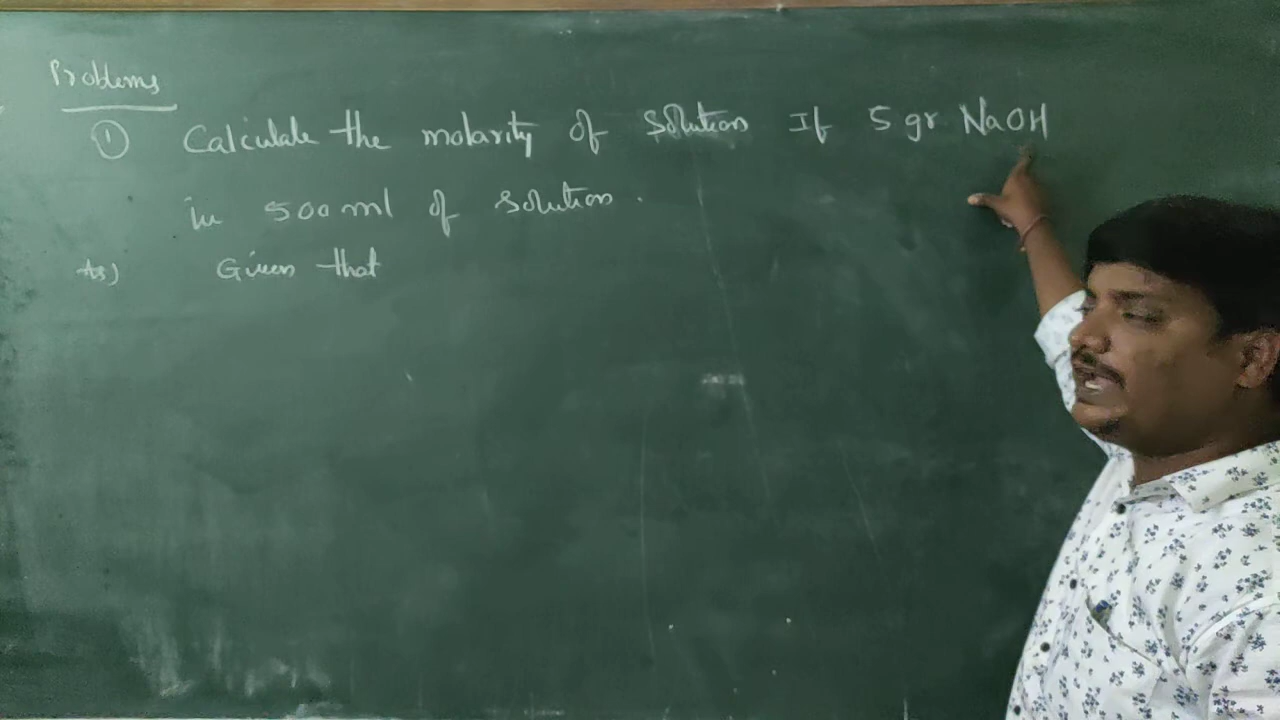 Problems
① Calculate the molarity of solution If 5 gr NaOH
in 500 ml of solution.
As) Given that